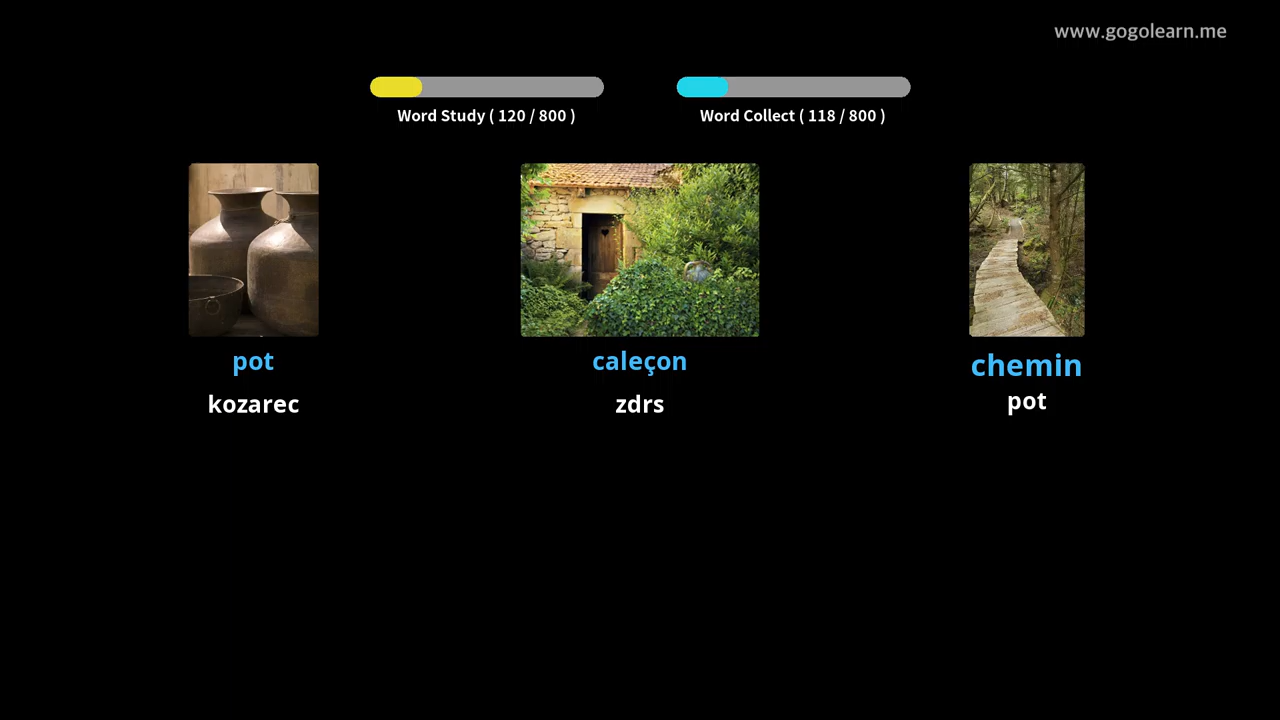 www.gogolearn.me
Word Study ( 120 / 800 )
Word Collect ( 118 / 800 )
pot
caleçon
chemin
kozarec
zdrs
pot